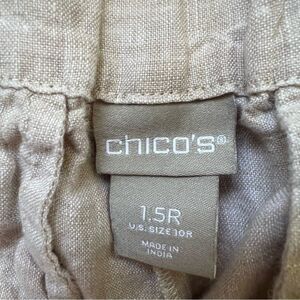 chico's®
1.5R
U.S. SIZE 10R
MADE IN
INDIA